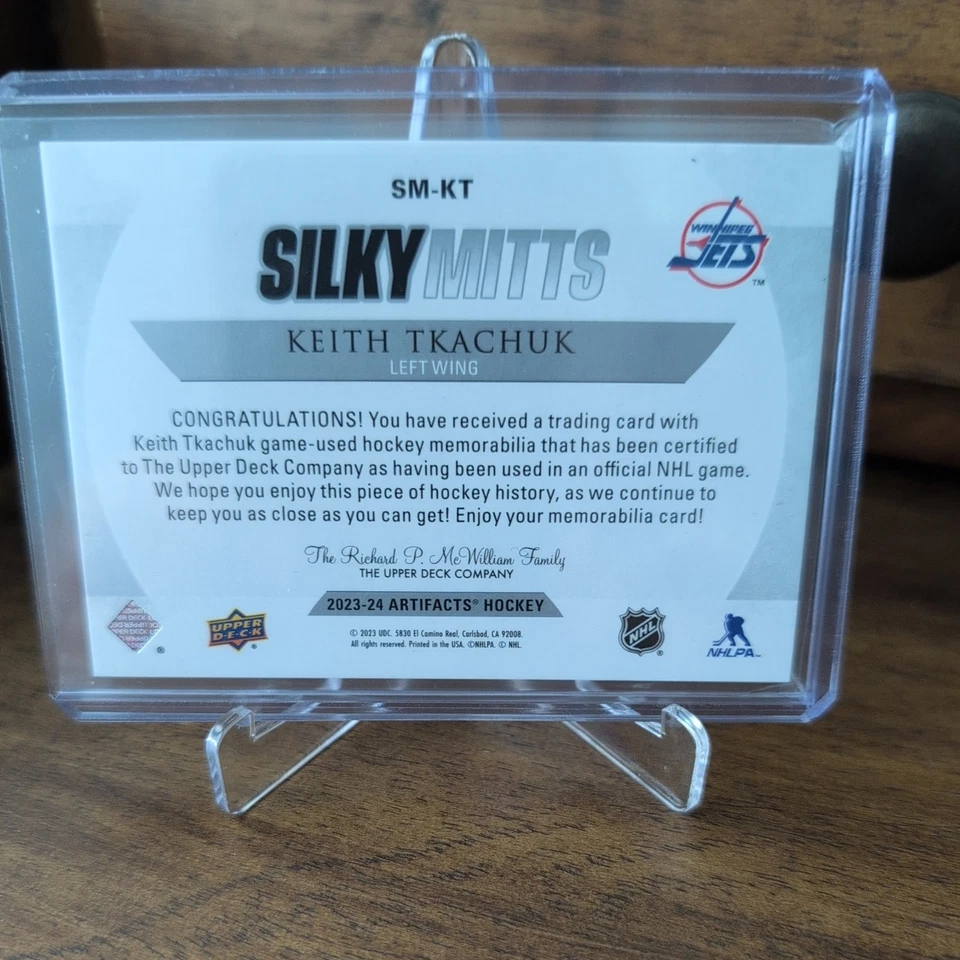 SM-KT
SILKY MITTS
WINNIPEG
JETS
TM
KEITH TKACHUK
LEFT WING
CONGRATULATIONS! You have received a trading card with
Keith Tkachuk game-used hockey memorabilia that has been certified
to The Upper Deck Company as having been used in an official NHL game.
We hope you enjoy this piece of hockey history, as we continue to
keep you as close as you can get! Enjoy your memorabilia card!
The Richard P. McWilliam Family
THE UPPER DECK COMPANY
2023-24 ARTIFACTS® HOCKEY
© 2023 UDC. 5830 El Camino Real, Carlsbad, CA 92008.
All rights reserved. Printed in the USA. ©NHLPA. © NHL.
®
UPPER
D·E·C·K
®
NHL
®
NHLPA